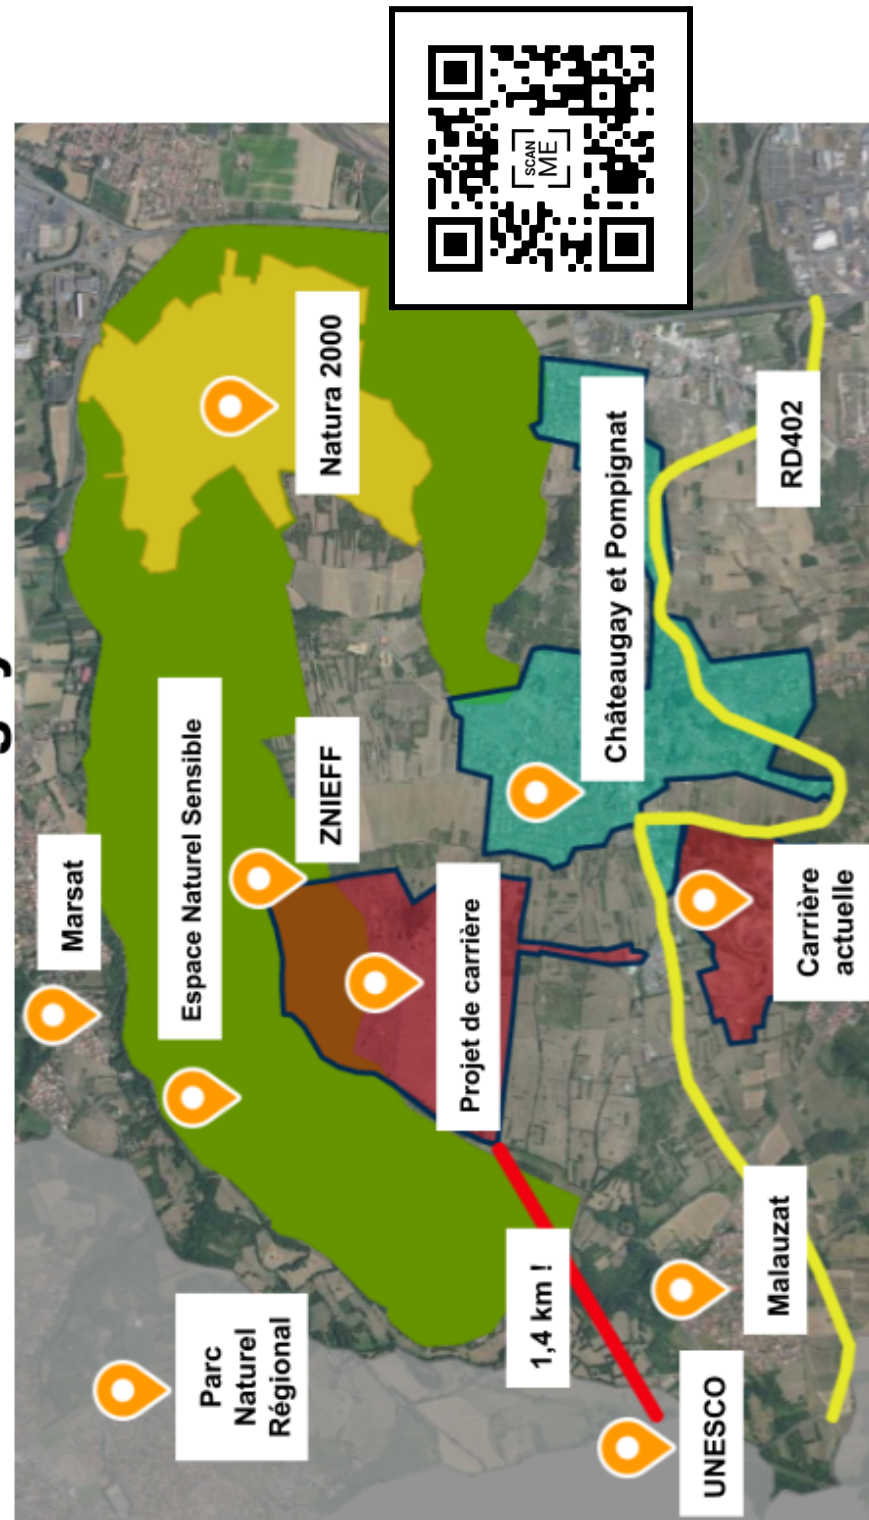 Marsat
Espace Naturel Sensible
Parc
Naturel
Régional
ZNIEFF
Natura 2000
Projet de carrière
SCAN
ME
1,4 km !
Châteaugay et Pompignat
UNESCO
Malauzat
RD402
Carrière
actuelle